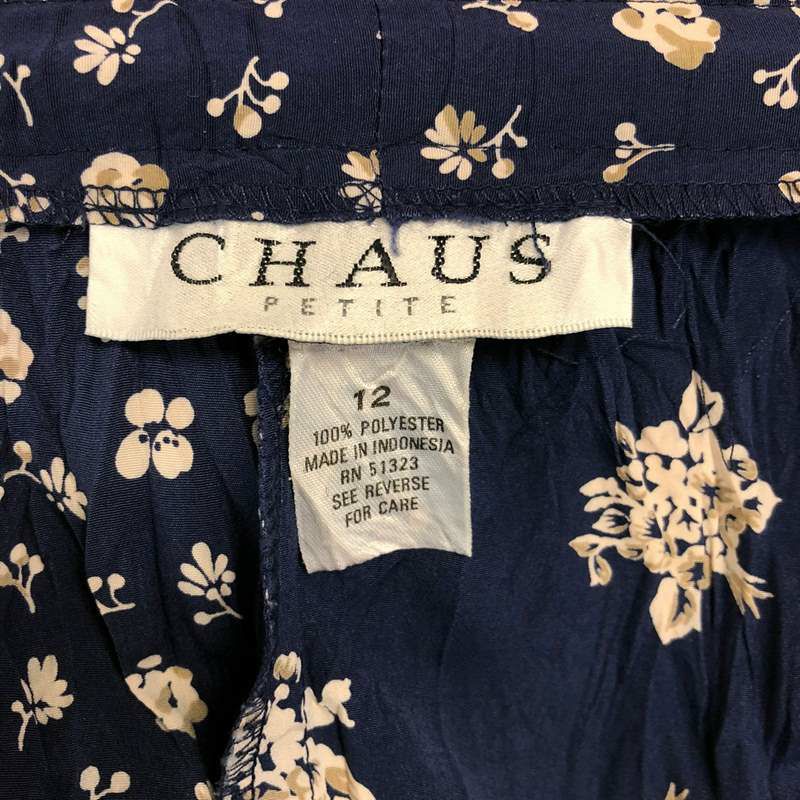 CHAUS
PETITE
12
100% POLYESTER
MADE IN INDONESIA
RN 51323
SEE REVERSE
FOR CARE